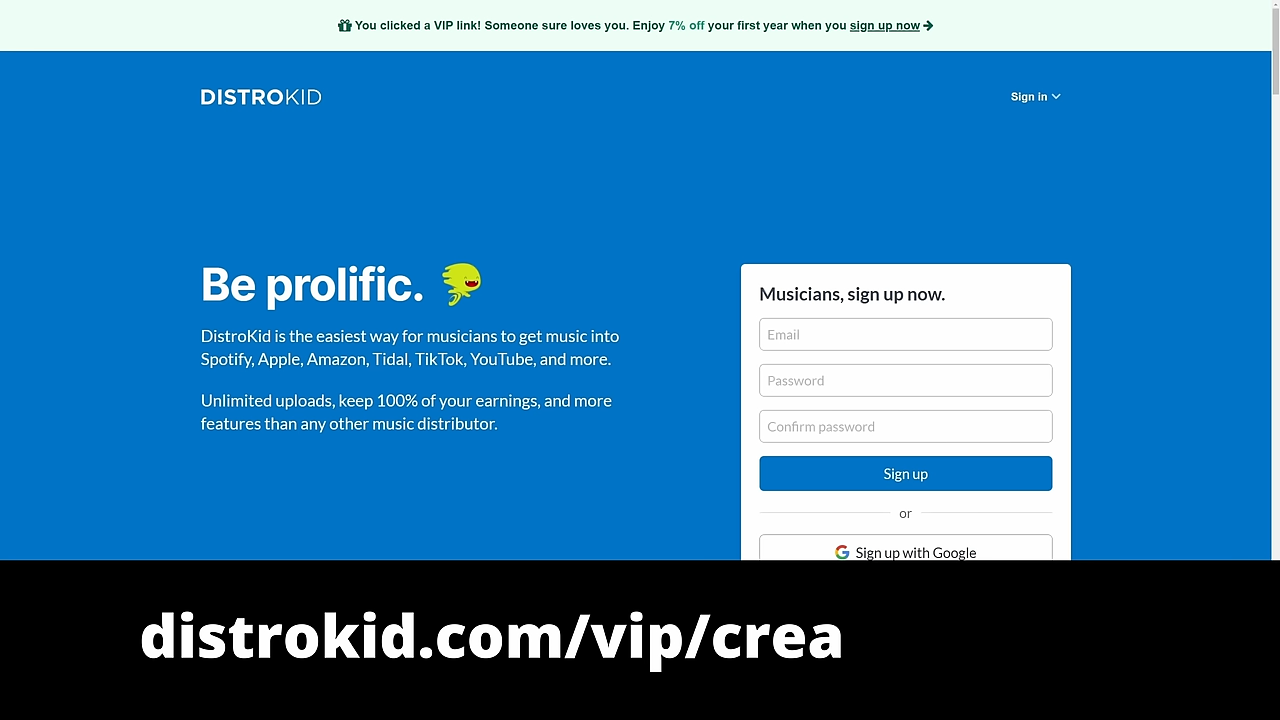 You clicked a VIP link! Someone sure loves you. Enjoy 7% off your first year when you sign up now
DISTROKID
Sign in
Be prolific.
DistroKid is the easiest way for musicians to get music into
Spotify, Apple, Amazon, Tidal, TikTok, YouTube, and more.
Unlimited uploads, keep 100% of your earnings, and more
features than any other music distributor.
Musicians, sign up now.
Email
Password
Confirm password
Sign up
or
Sign up with Google
distrokid.com/vip/crea